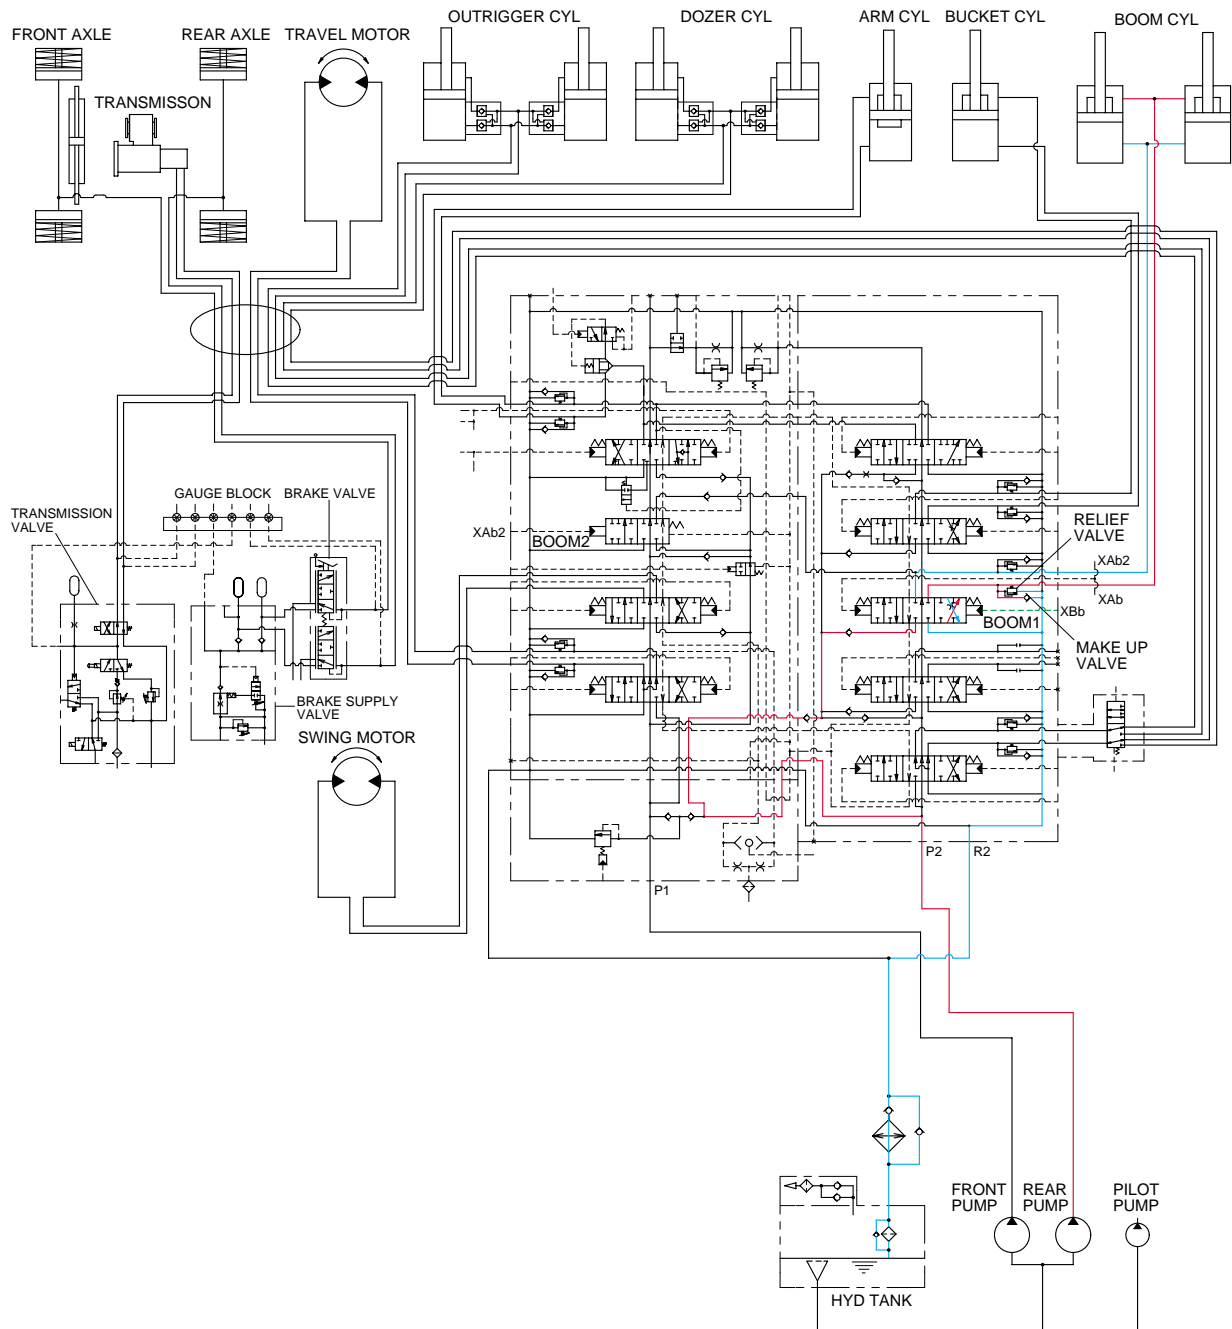 OUTRIGGER CYL
DOZER CYL
ARM CYL
BUCKET CYL
BOOM CYL
FRONT AXLE
REAR AXLE
TRAVEL MOTOR
TRANSMISSON
GAUGE BLOCK
BRAKE VALVE
TRANSMISSION
VALVE
XAb2
BOOM2
RELIEF
VALVE
XAb2
XAb
XBb
BOOM1
MAKE UP
VALVE
BRAKE SUPPLY
VALVE
SWING MOTOR
P2
R2
P1
FRONT
PUMP
REAR
PUMP
PILOT
PUMP
HYD TANK